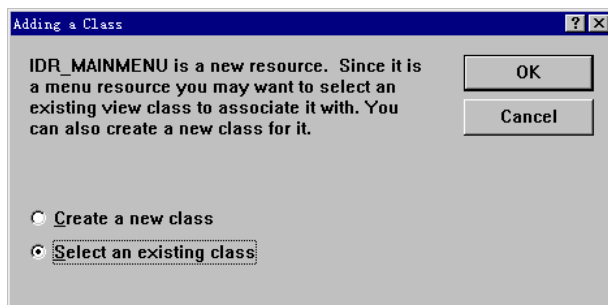 Adding a Class
IDR_MAINMENU is a new resource. Since it is
a menu resource you may want to select an
existing view class to associate it with. You
can also create a new class for it.
OK
Cancel
Create a new class
Select an existing class